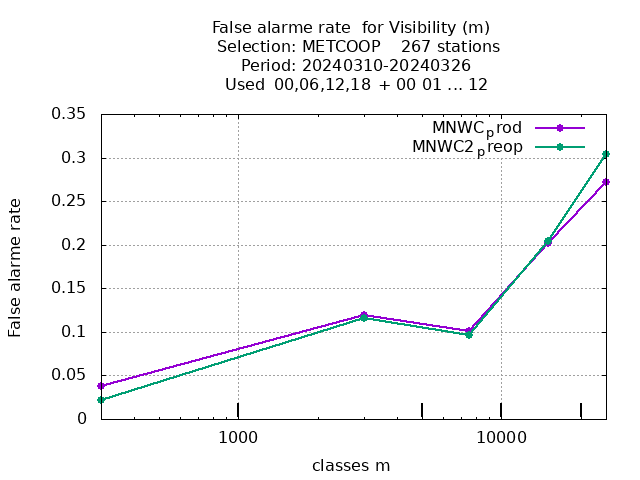 False alarme rate  for Visibility (m)
Selection: METCOOP    267 stations
Period: 20240310-20240326
Used  00,06,12,18 + 00 01 ... 12
MNWCprod
MNWC2preop
0.35
0.3
0.25
0.2
0.15
0.1
0.05
0
False alarme rate
1000 10000
classes m